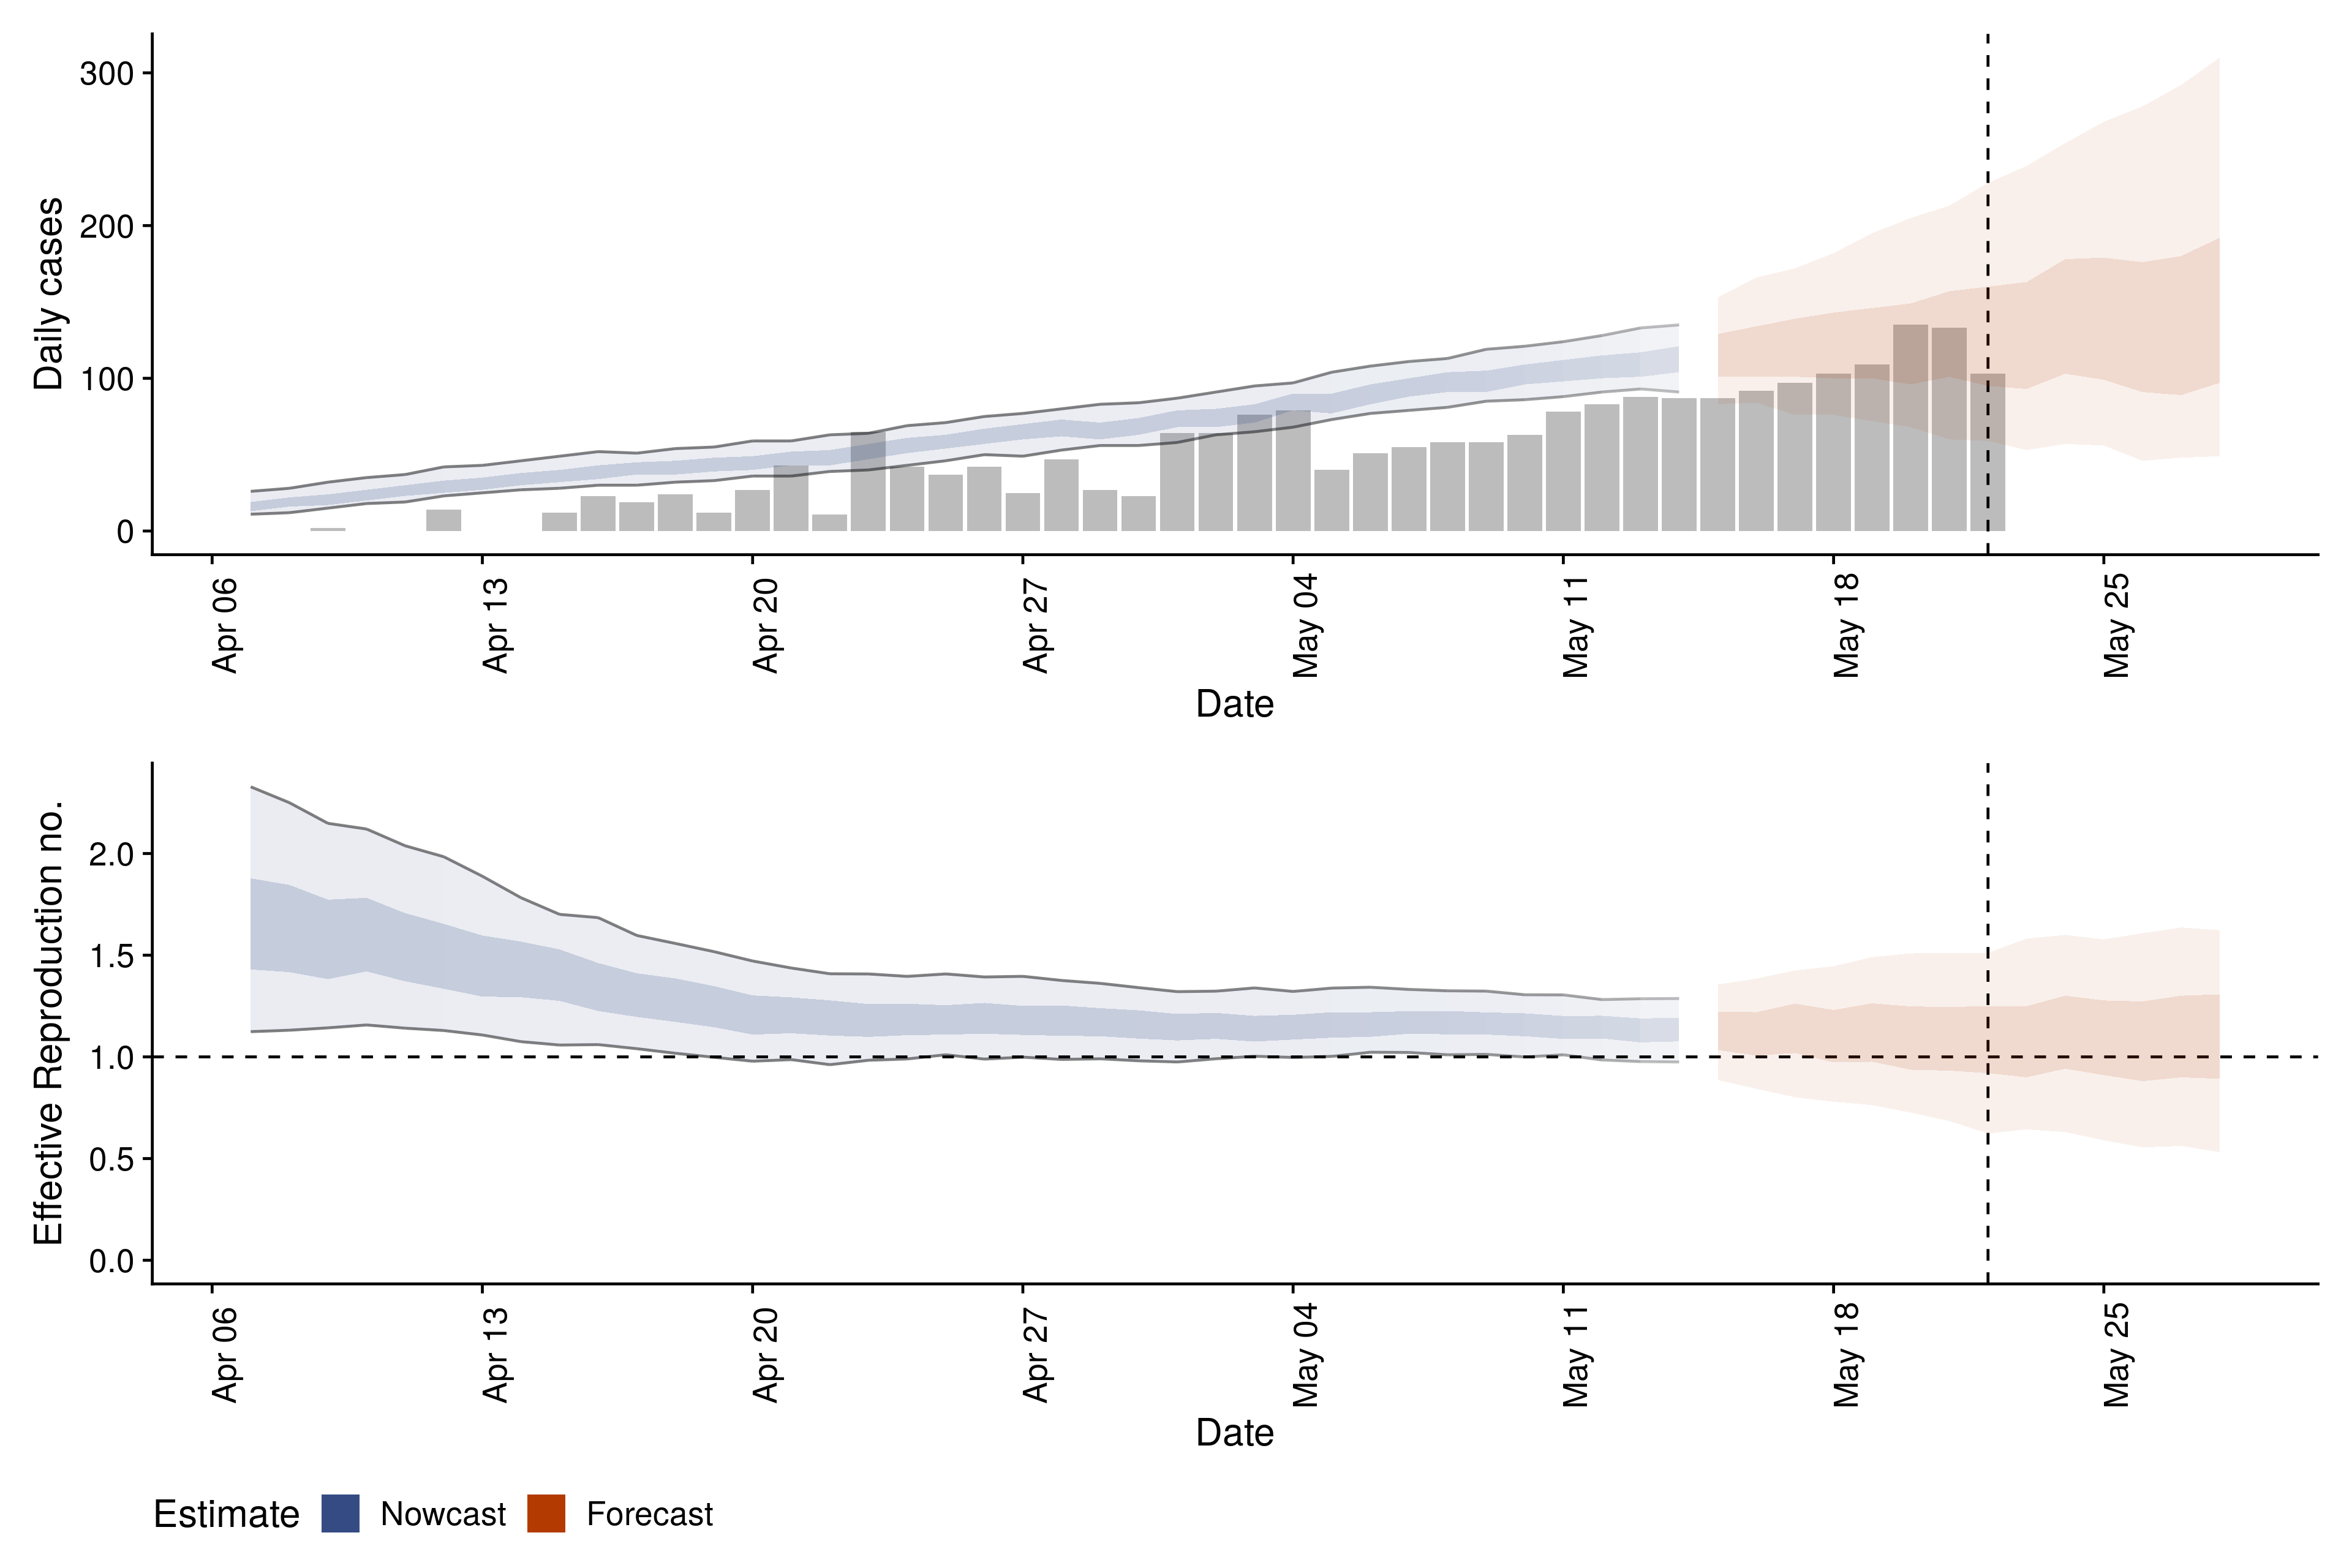 Daily cases
300
200
100
0
Apr 06
Apr 13
Apr 20
Apr 27
May 04
May 11
May 18
May 25
Date
Effective Reproduction no.
2.0
1.5
1.0
0.5
0.0
Apr 06
Apr 13
Apr 20
Apr 27
May 04
May 11
May 18
May 25
Date
Estimate Nowcast Forecast